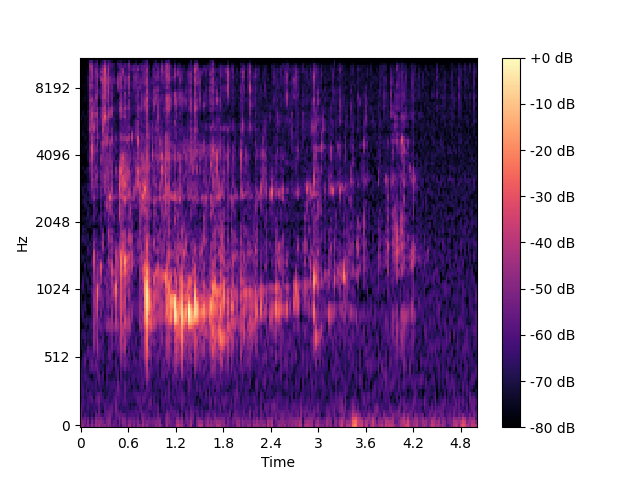 8192
4096
2048
1024
512
0
Hz
0 0.6 1.2 1.8 2.4 3 3.6 4.2 4.8
Time
+0 dB
-10 dB
-20 dB
-30 dB
-40 dB
-50 dB
-60 dB
-70 dB
-80 dB